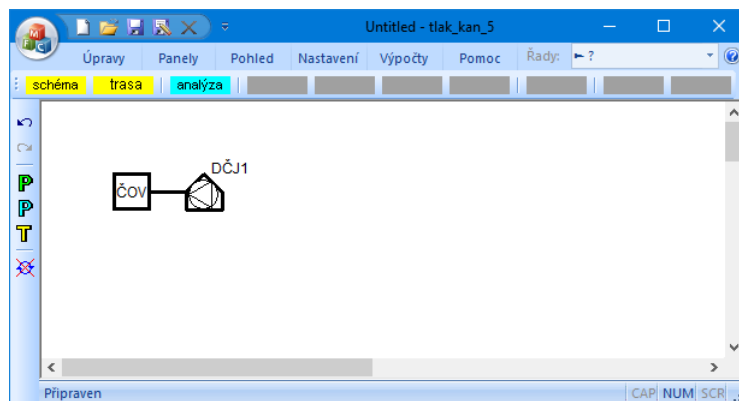 Untitled - tlak_kan_5
Úpravy Panely Pohled Nastavení Výpočty Pomoc Řady: ?
schéma trasa analýza
P
P
T
DČJ1
ČOV
Připraven CAP NUM SCR